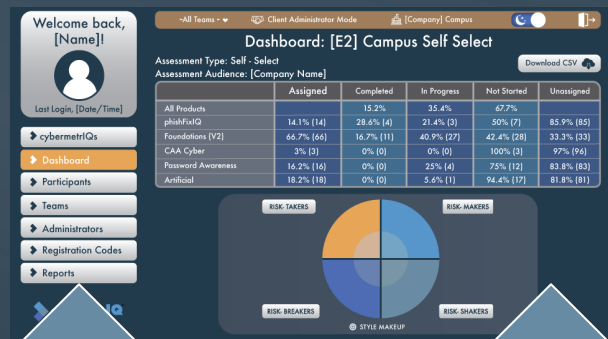 Welcome back,
[Name]!
Last Login, [Date/Time]
cybermetrIQs
Dashboard
Participants
Teams
Administrators
Registration Codes
Reports
IQ
-All Teams -
Client Administrator Mode
[Company] Campus
Dashboard: [E2] Campus Self Select
Assessment Type: Self - Select
Assessment Audience: [Company Name]
Download CSV
Assigned Completed In Progress Not Started Unassigned
All Products 15.2% 35.4% 67.7%
phishFixIQ 14.1% (14) 28.6% (4) 21.4% (3) 50% (7) 85.9% (85)
Foundations (V2) 66.7% (66) 16.7% (11) 40.9% (27) 42.4% (28) 33.3% (33)
CAA Cyber 3% (3) 0% (0) 0% (0) 100% (3) 97% (96)
Password Awareness 16.2% (16) 0% (0) 25% (4) 75% (12) 83.8% (83)
Artificial 18.2% (18) 0% (0) 5.6% (1) 94.4% (17) 81.8% (81)
RISK- TAKERS
RISK- MAKERS
RISK- BREAKERS
RISK- SHAKERS
STYLE MAKEUP